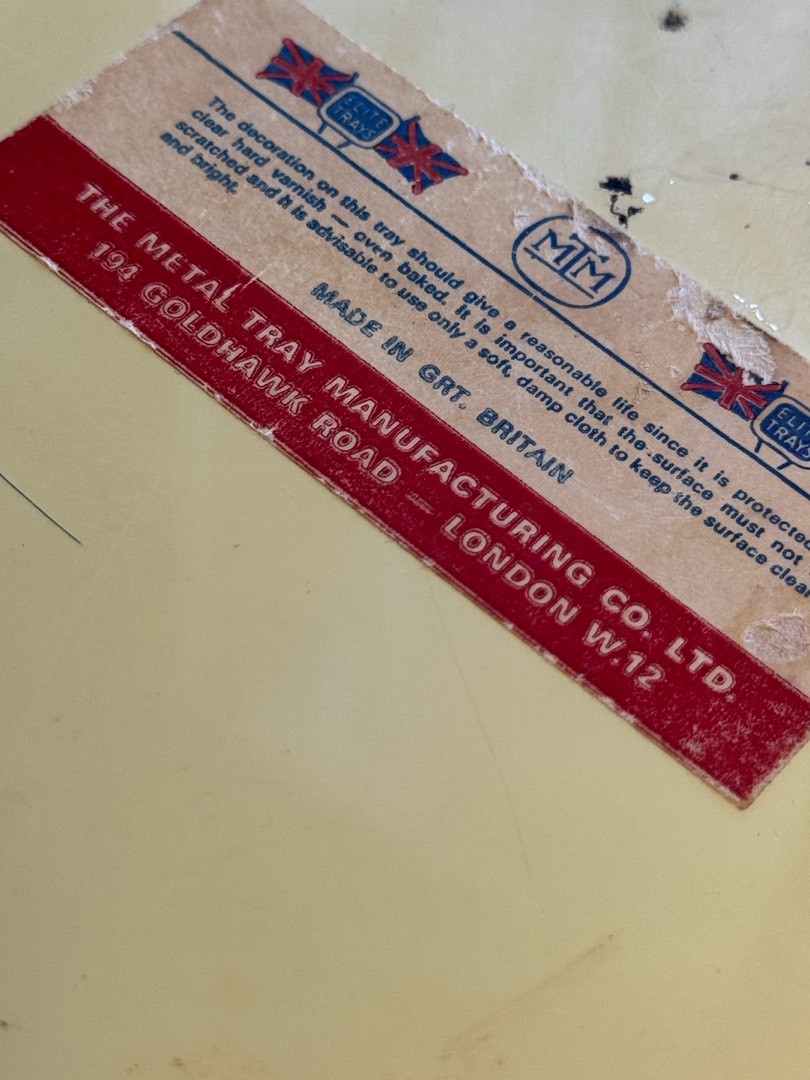 ELITE
TRAYS
MTM
ELITE
TRAYS
The decoration on this tray should give a reasonable life since it is protected
clear hard varnish — oven baked. It is important that the surface must not
scratched and it is advisable to use only a soft, damp cloth to keep the surface clear
and bright.
MADE IN GRT. BRITAIN
THE METAL TRAY MANUFACTURING CO. LTD.
194 GOLDHAWK ROAD — LONDON W.12